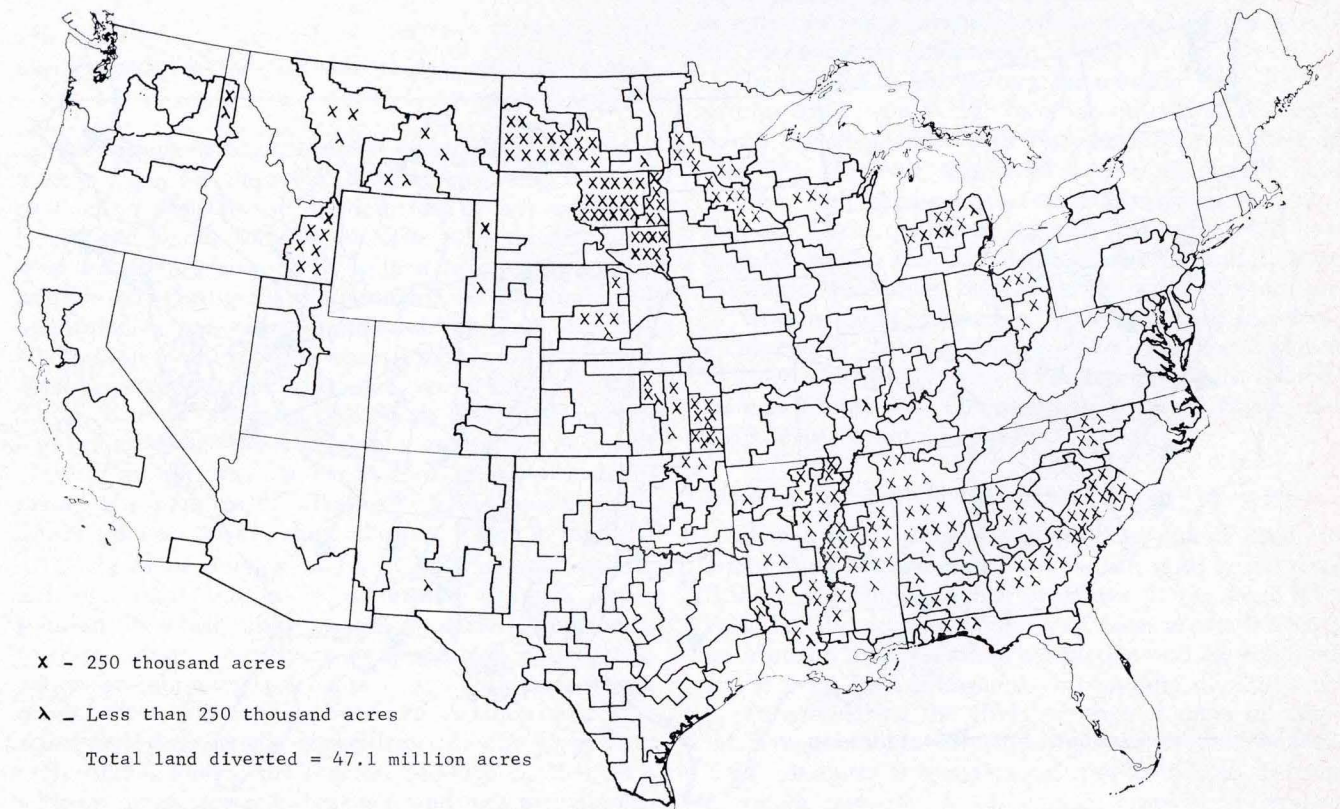 X – 250 thousand acres
λ – Less than 250 thousand acres
Total land diverted = 47.1 million acres